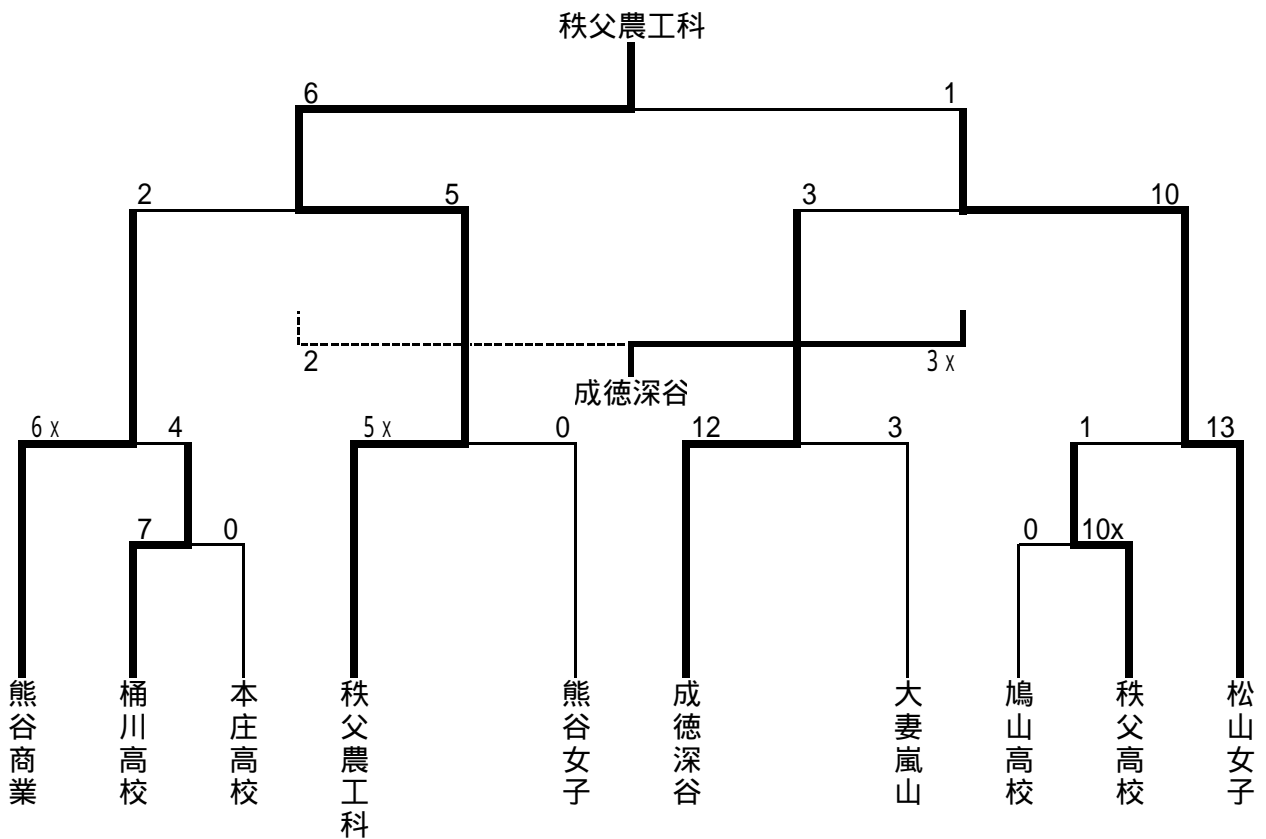 秩父農工科
6 1
2 5 3 10
2 3x
成徳深谷
6x 4 5x 0 12 3 1 13
7 0 0 10x
熊谷商業
桶川高校
本庄高校
秩父農工科
熊谷女子
成徳深谷
大妻嵐山
鳩山高校
秩父高校
松山女子